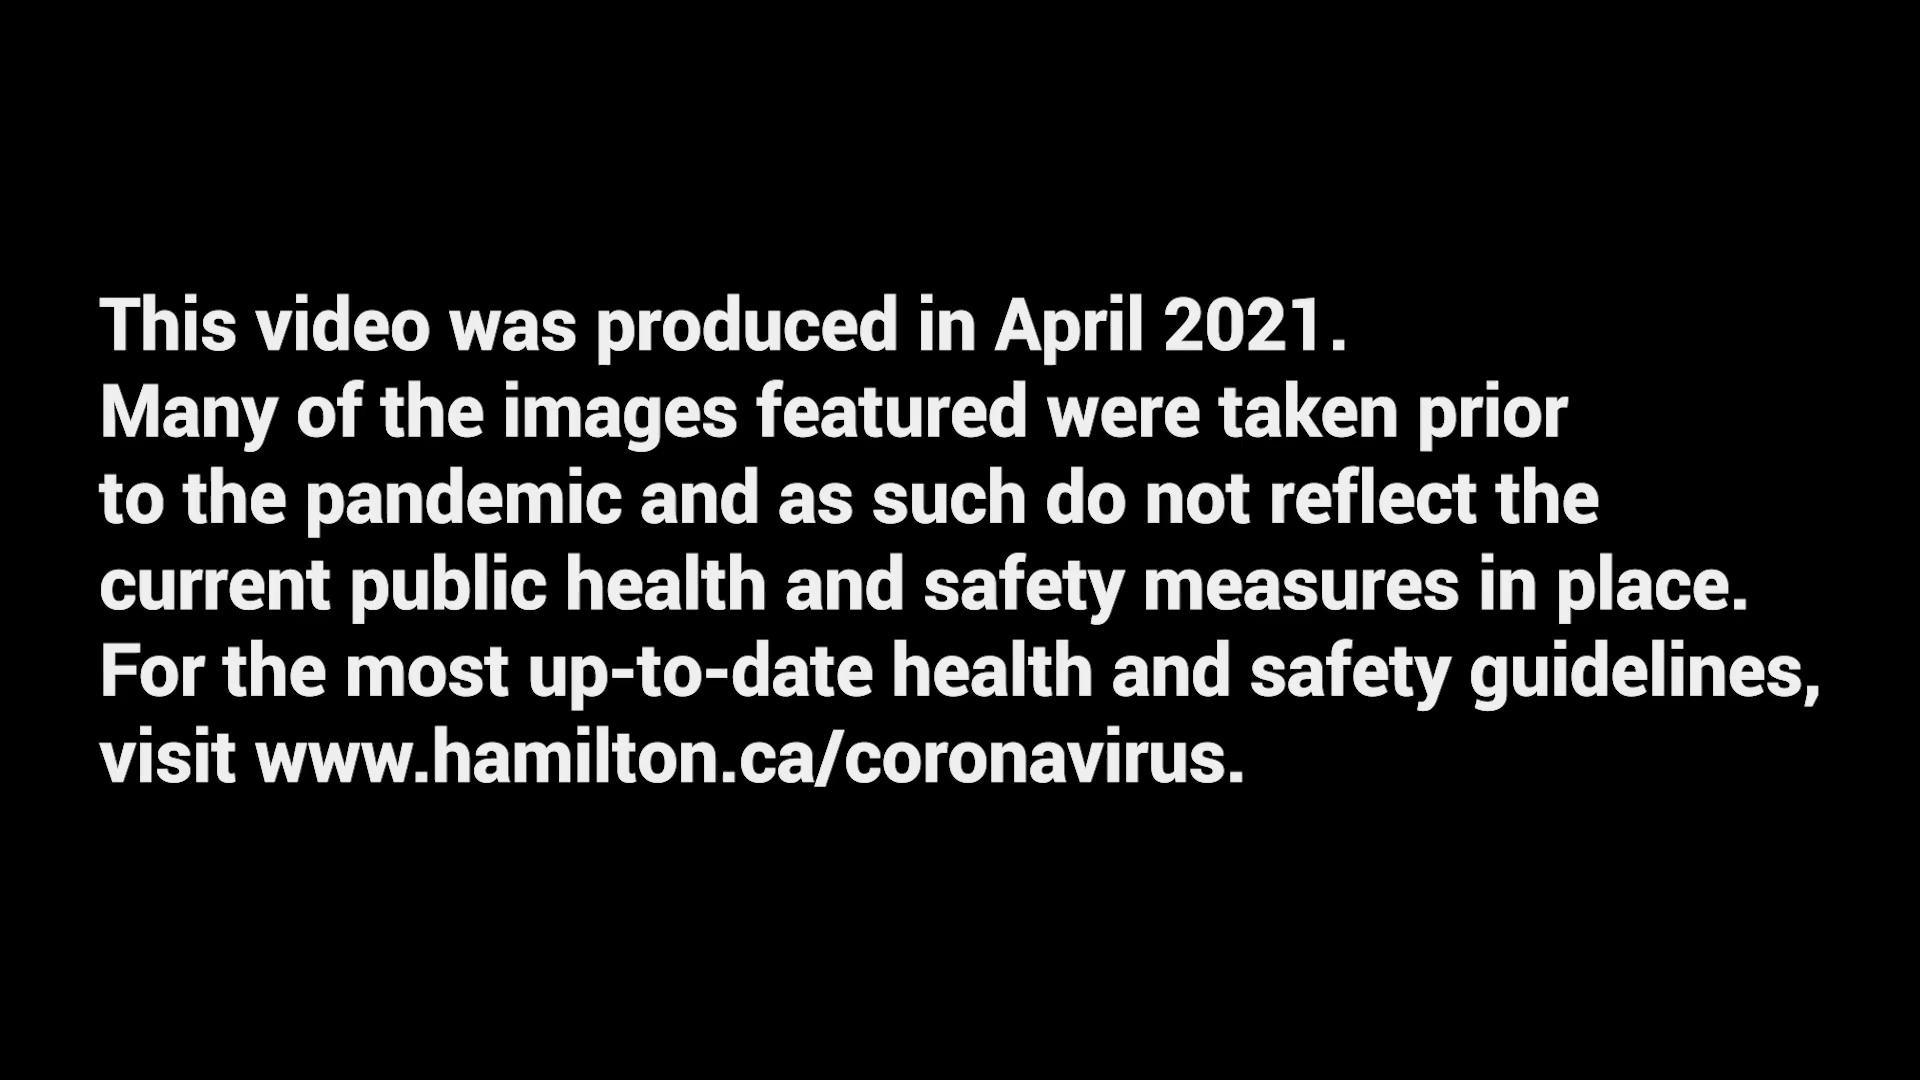 This video was produced in April 2021.
Many of the images featured were taken prior
to the pandemic and as such do not reflect the
current public health and safety measures in place.
For the most up-to-date health and safety guidelines,
visit www.hamilton.ca/coronavirus.